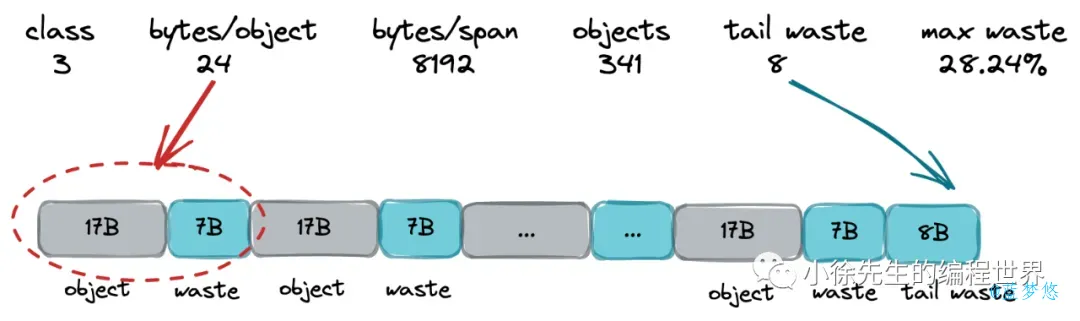 class bytes/object bytes/span objects tail waste max waste
3 24 8192 341 8 28.24%
17B 7B 17B 7B ... ... 17B 7B 8B
小徐先生的编程世界
object waste object waste object waste tail waste